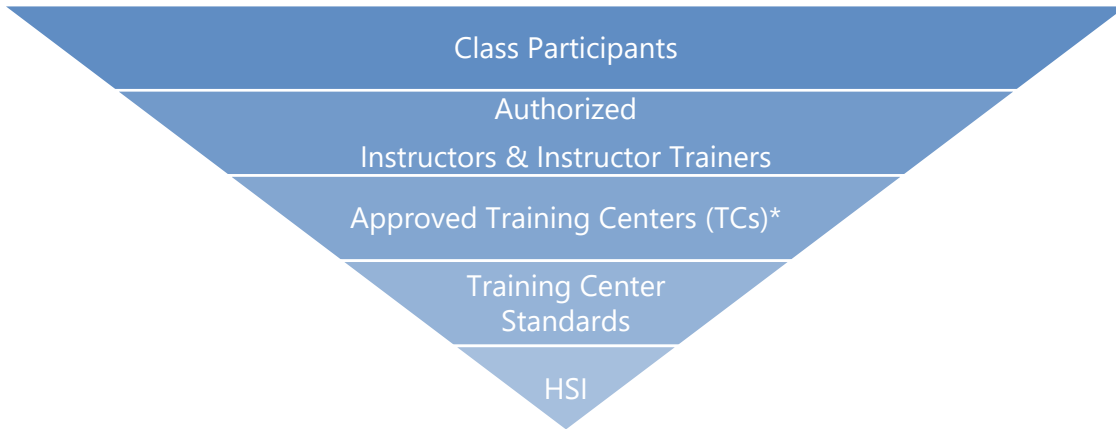 Class Participants
Authorized
Instructors & Instructor Trainers
Approved Training Centers (TCs)*
Training Center
Standards
HSI